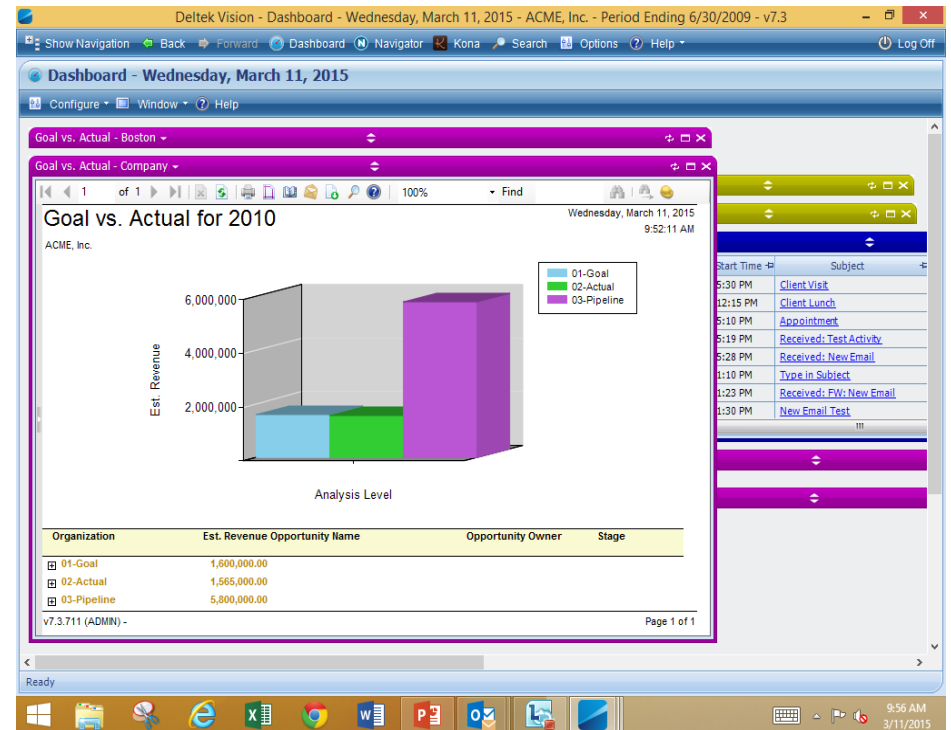 Deltek Vision - Dashboard - Wednesday, March 11, 2015 - ACME, Inc. - Period Ending 6/30/2009 - v7.3
Show Navigation Back Forward Dashboard Navigator Kona Search Options Help Log Off
Dashboard - Wednesday, March 11, 2015
Configure Window Help
Goal vs. Actual - Boston
Goal vs. Actual - Company
1 of 1 100% Find
Goal vs. Actual for 2010
Wednesday, March 11, 2015
9:52:11 AM
ACME, Inc.
01-Goal
02-Actual
03-Pipeline
6,000,000
4,000,000
2,000,000
Est. Revenue
Analysis Level
Organization Est. Revenue Opportunity Name Opportunity Owner Stage
01-Goal 1,600,000.00
02-Actual 1,565,000.00
03-Pipeline 5,800,000.00
v7.3.711 (ADMIN) - Page 1 of 1
Start Time Subject
5:30 PM Client Visit
12:15 PM Client Lunch
5:10 PM Appointment
5:19 PM Received: Test Activity
5:28 PM Received: New Email
1:10 PM Type in Subject
1:23 PM Received: FW: New Email
1:30 PM New Email Test
Ready
9:56 AM
3/11/2015